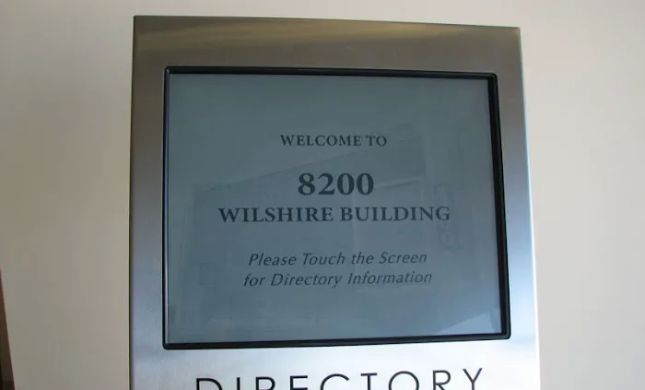 WELCOME TO
8200
WILSHIRE BUILDING
Please Touch the Screen
for Directory Information
DIRECTORY